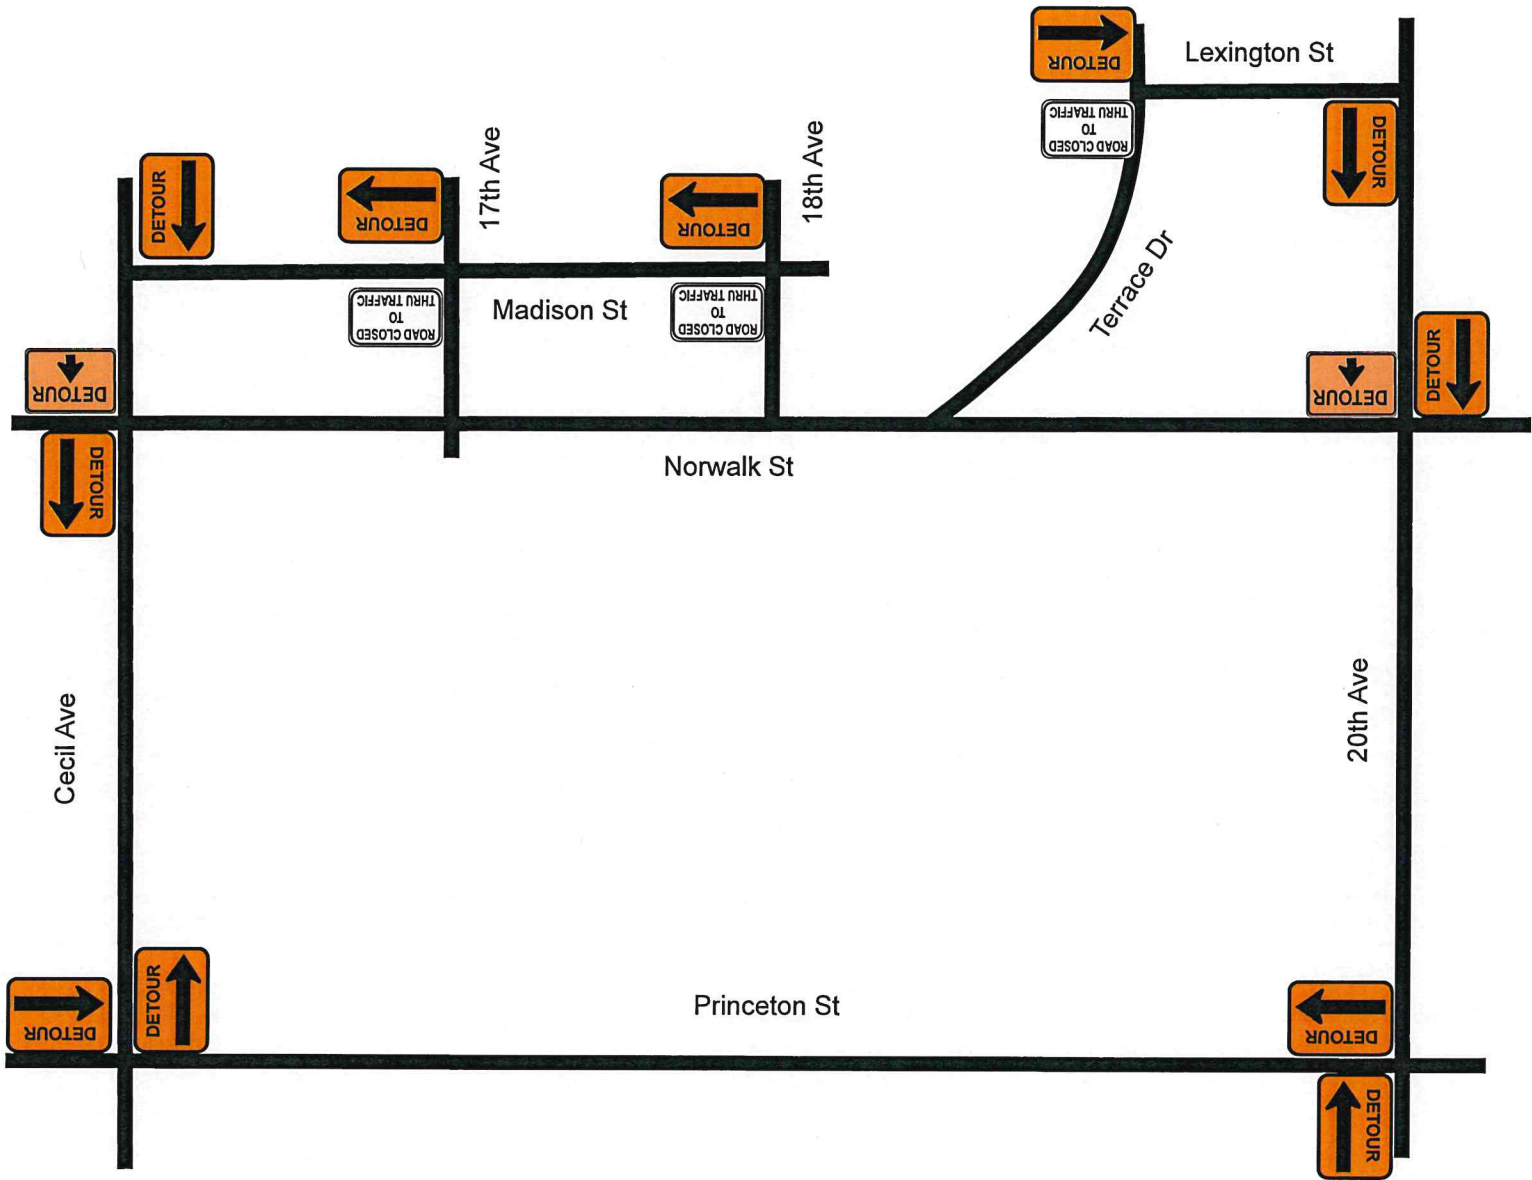 DETOUR
Lexington St
ROAD CLOSED
TO
THRU TRAFFIC
DETOUR
17th Ave
18th Ave
DETOUR
DETOUR
DETOUR
Terrace Dr
ROAD CLOSED
TO
THRU TRAFFIC
Madison St
ROAD CLOSED
TO
THRU TRAFFIC
DETOUR
DETOUR
DETOUR
DETOUR
Norwalk St
Cecil Ave
20th Ave
DETOUR
DETOUR
Princeton St
DETOUR
DETOUR